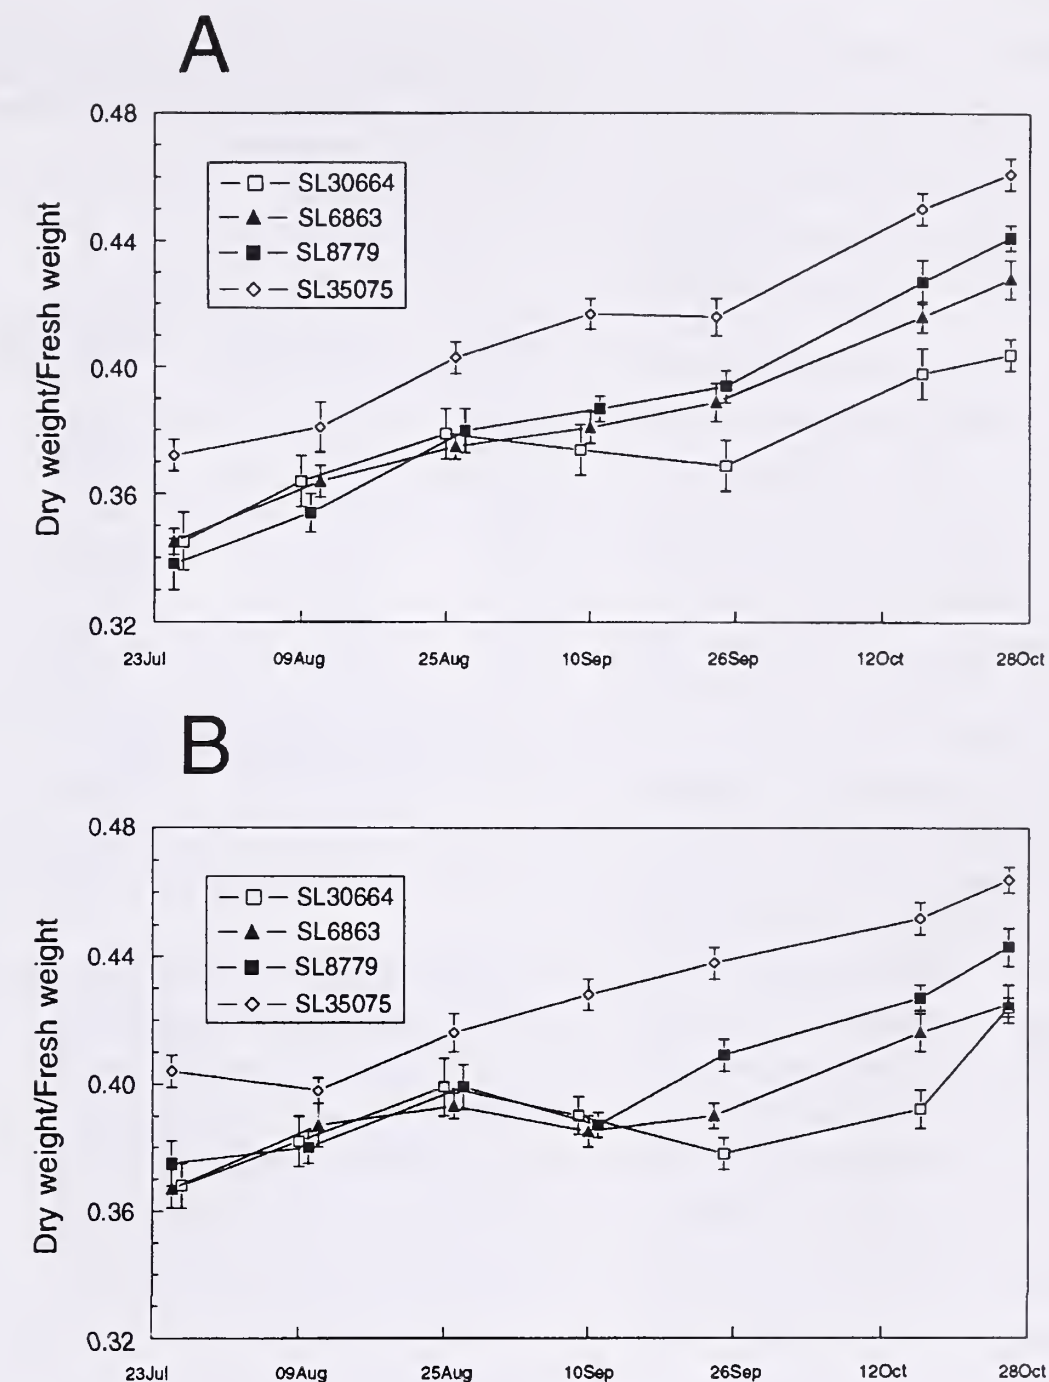 A
0.48
0.44
0.40
0.36
0.32
Dry weight/Fresh weight
SL30664
SL6863
SL8779
SL35075
23Jul 09Aug 25Aug 10Sep 26Sep 12Oct 28Oct
B
0.48
0.44
0.40
0.36
0.32
Dry weight/Fresh weight
SL30664
SL6863
SL8779
SL35075
23Jul 09Aug 25Aug 10Sep 26Sep 12Oct 28Oct